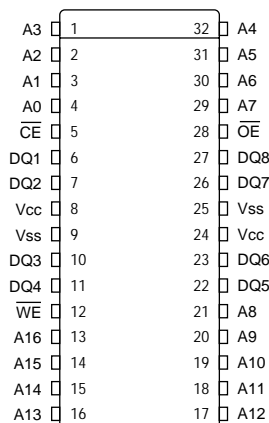 A3 1 32 A4
A2 2 31 A5
A1 3 30 A6
A0 4 29 A7
CE 5 28 OE
DQ1 6 27 DQ8
DQ2 7 26 DQ7
Vcc 8 25 Vss
Vss 9 24 Vcc
DQ3 10 23 DQ6
DQ4 11 22 DQ5
WE 12 21 A8
A16 13 20 A9
A15 14 19 A10
A14 15 18 A11
A13 16 17 A12